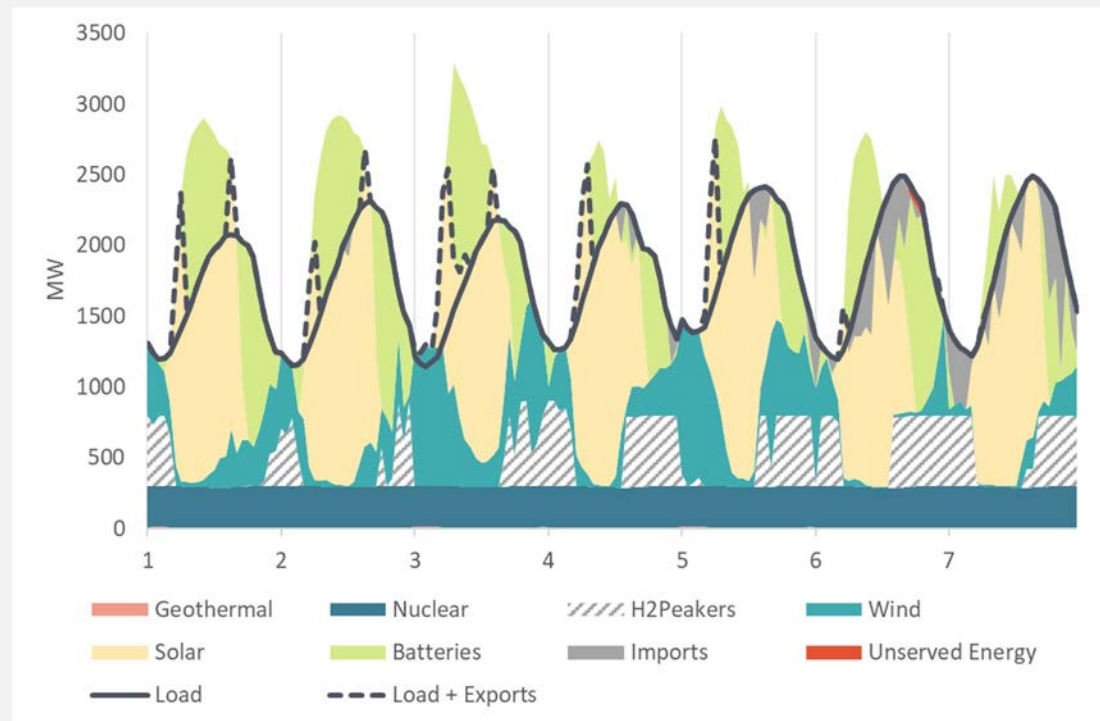 3500
3000
2500
2000
1500
1000
500
0
MW
1 2 3 4 5 6 7
Geothermal Nuclear H2Peakers Wind
Solar Batteries Imports Unserved Energy
Load Load + Exports